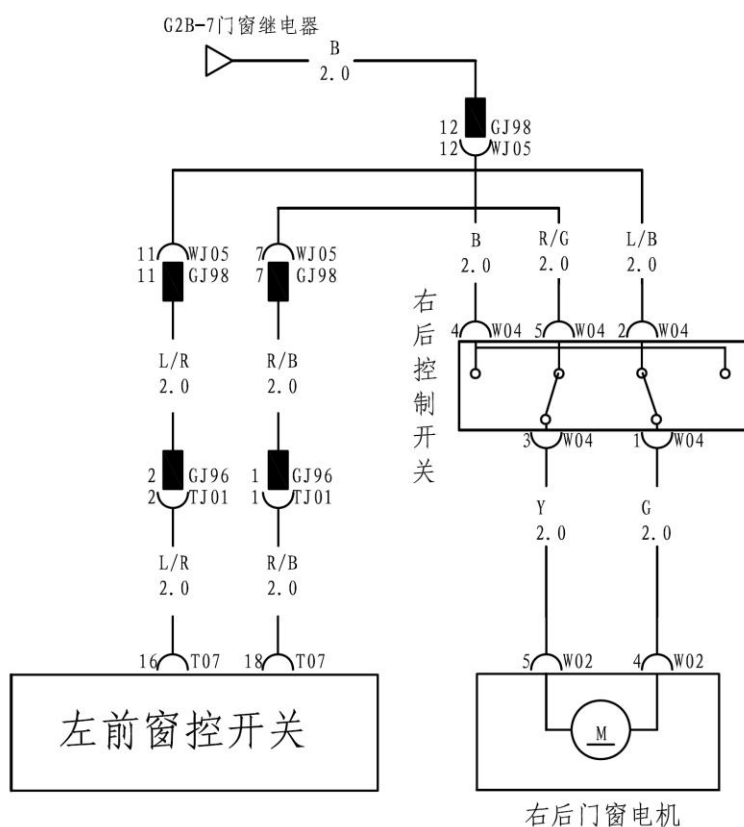 G2B-7门窗继电器
B
2.0
12 GJ98
12 WJ05
11 WJ05 7 WJ05
11 GJ98 7 GJ98
B R/G L/B
2.0 2.0 2.0
右后控制开关
4 W04 5 W04 2 W04
L/R R/B
2.0 2.0
3 W04 1 W04
2 GJ96 1 GJ96
2 TJ01 1 TJ01
Y G
2.0 2.0
L/R R/B
2.0 2.0
16 T07 18 T07
5 W02 4 W02
左前窗控开关
M
右后门窗电机